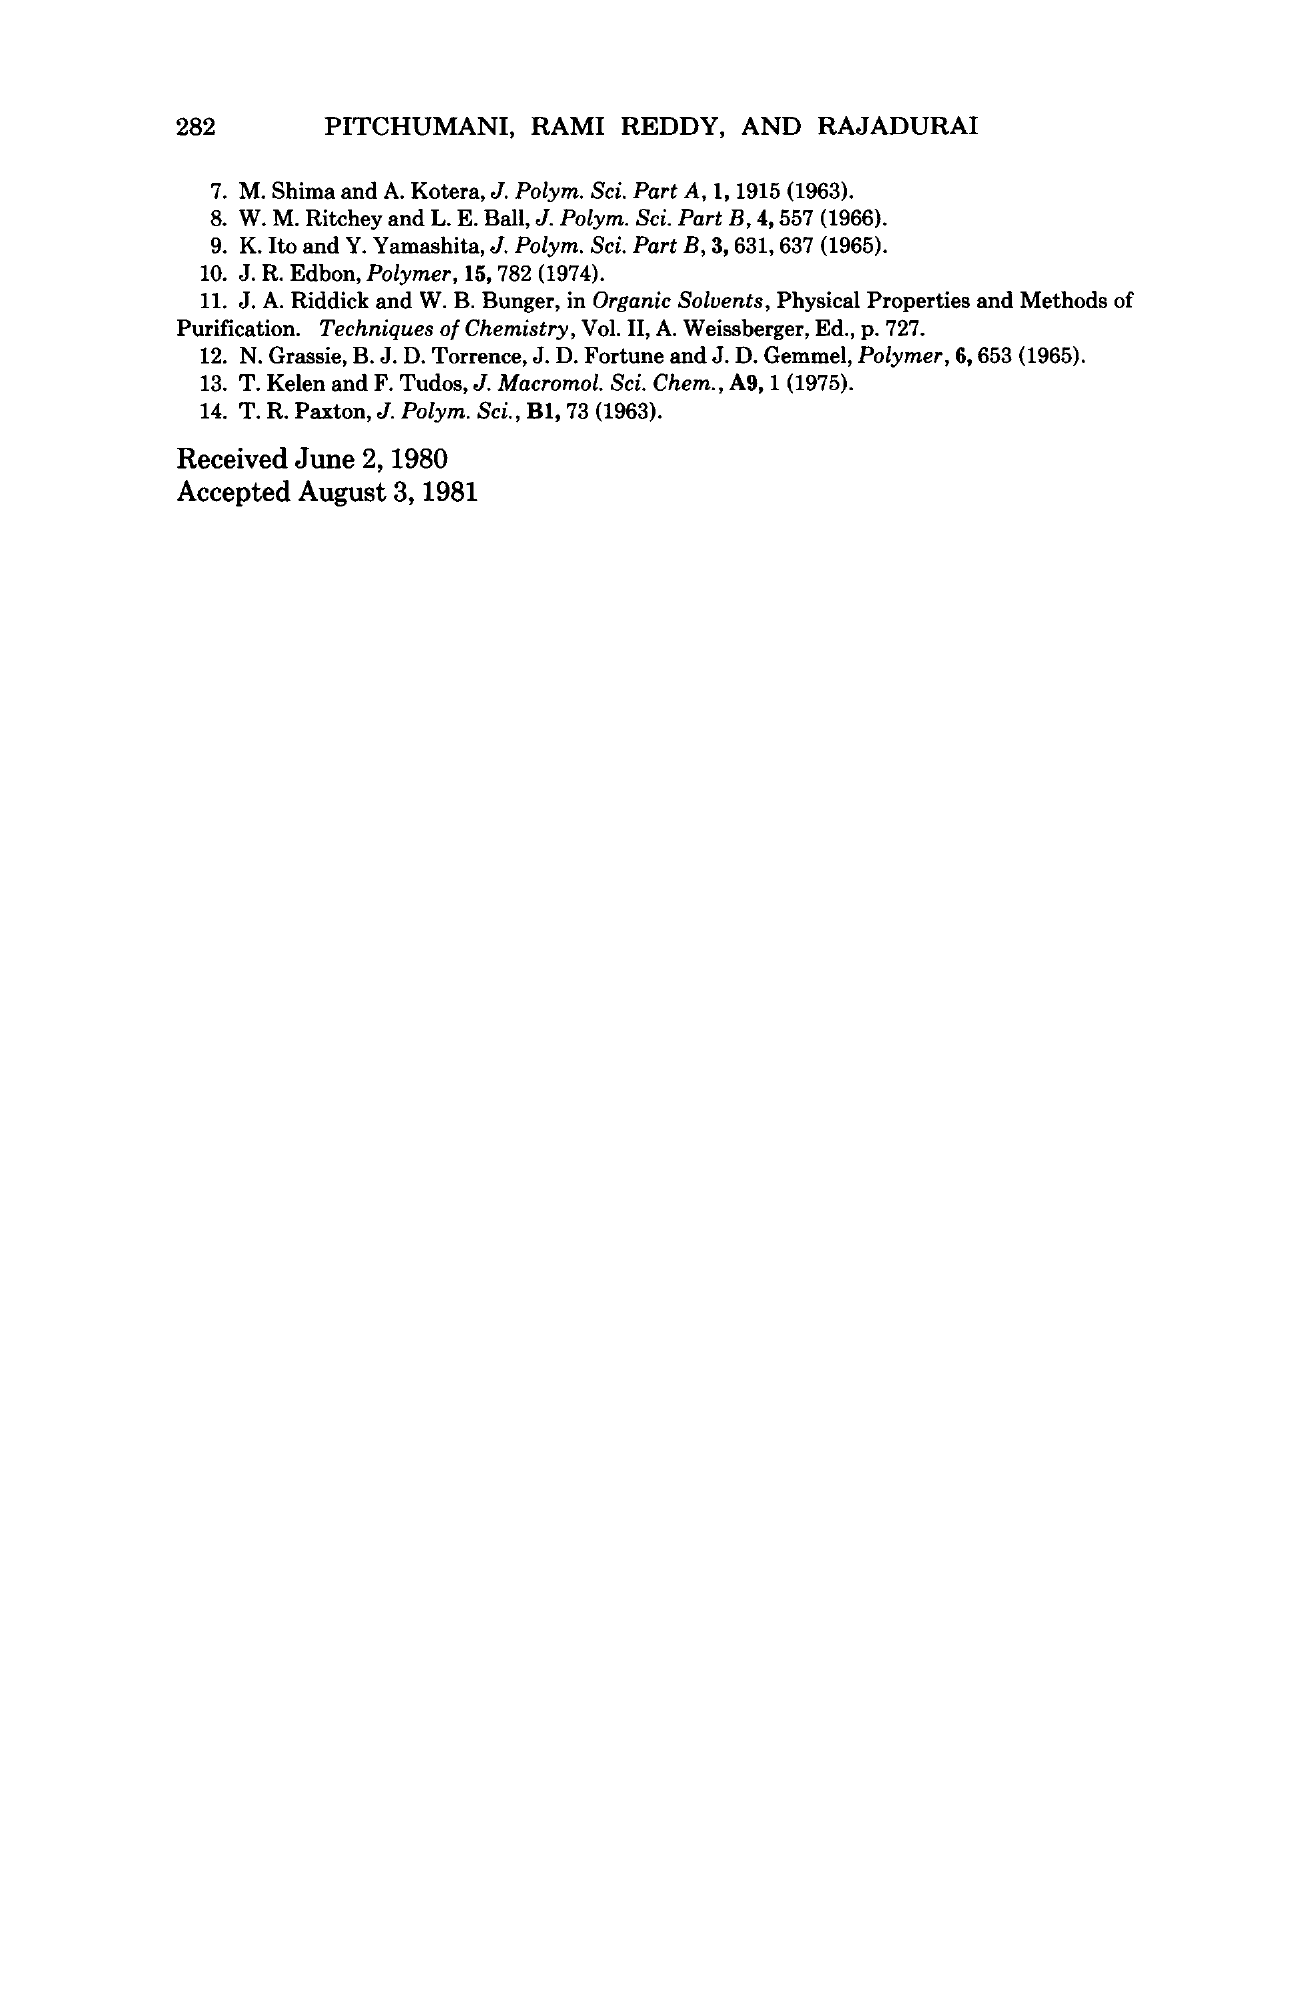 282 PITCHUMANI, RAMI REDDY, AND RAJADURAI
7. M. Shima and A. Kotera, J. Polym. Sci. Part A, 1, 1915 (1963).
8. W. M. Ritchey and L. E. Ball, J. Polym. Sci. Part B, 4, 557 (1966).
9. K. Ito and Y. Yamashita, J. Polym. Sci. Part B, 3, 631, 637 (1965).
10. J. R. Edbon, Polymer, 15, 782 (1974).
11. J. A. Riddick and W. B. Bunger, in Organic Solvents, Physical Properties and Methods of
Purification. Techniques of Chemistry, Vol. II, A. Weissberger, Ed., p. 727.
12. N. Grassie, B. J. D. Torrence, J. D. Fortune and J. D. Gemmel, Polymer, 6, 653 (1965).
13. T. Kelen and F. Tudos, J. Macromol. Sci. Chem., A9, 1 (1975).
14. T. R. Paxton, J. Polym. Sci., B1, 73 (1963).
Received June 2, 1980
Accepted August 3, 1981